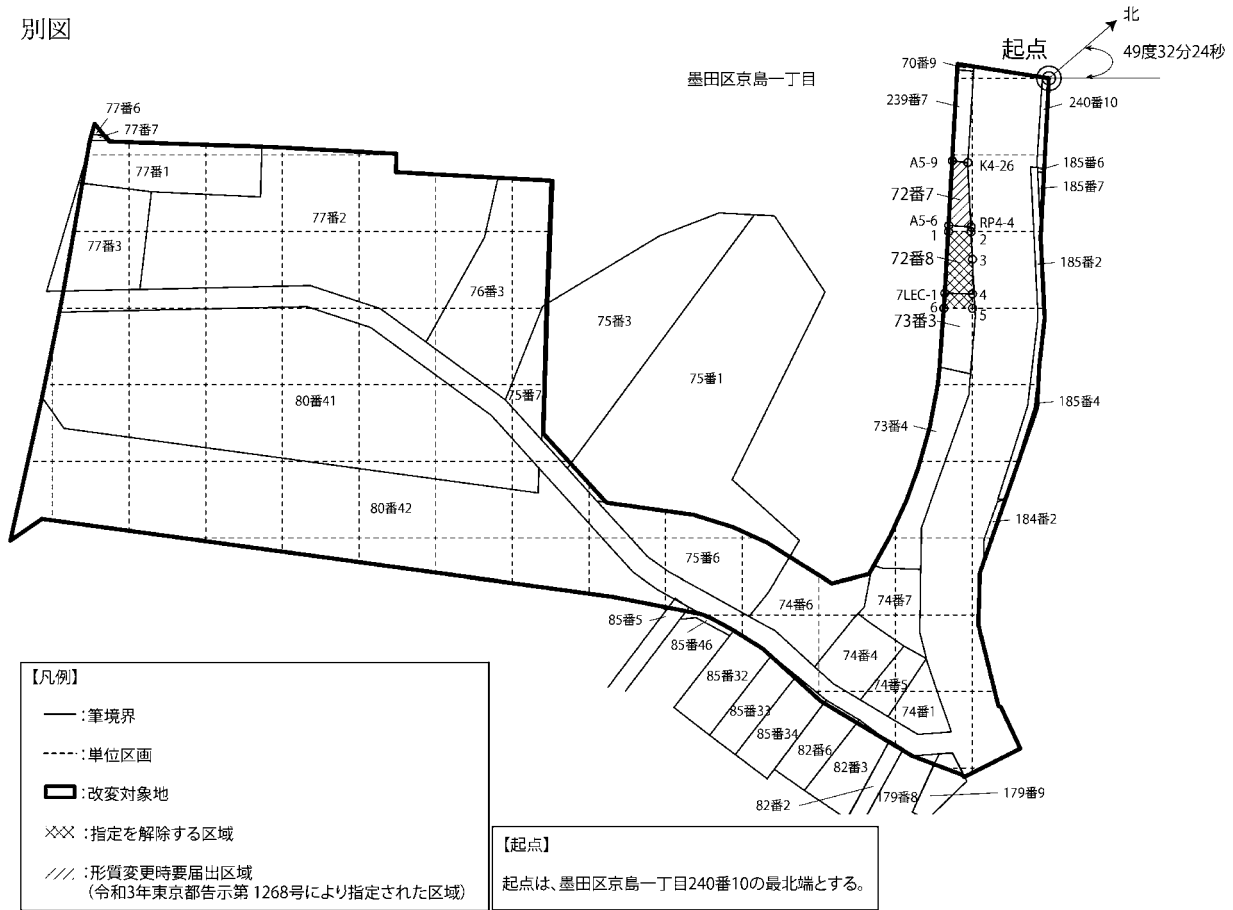 別図
北
起点
49度32分24秒
墨田区京島一丁目
70番9
239番7
240番10
77番6
77番7
77番1
A5-9
K4-26
185番6
185番7
72番7
77番2
77番3
A5-6
RP4-4
1
2
72番8
3
185番2
76番3
7LEC-1
4
6
5
75番3
73番3
75番1
75番7
80番41
185番4
73番4
80番42
184番2
75番6
74番6
74番7
85番5
85番46
74番4
85番32
74番5
85番33
74番1
85番34
82番6
82番3
82番2
179番8
179番9
【凡例】
:筆境界
:単位区画
:改変対象地
:指定を解除する区域
:形質変更時要届出区域
(令和3年東京都告示第1268号により指定された区域)
【起点】
起点は、墨田区京島一丁目240番10の最北端とする。